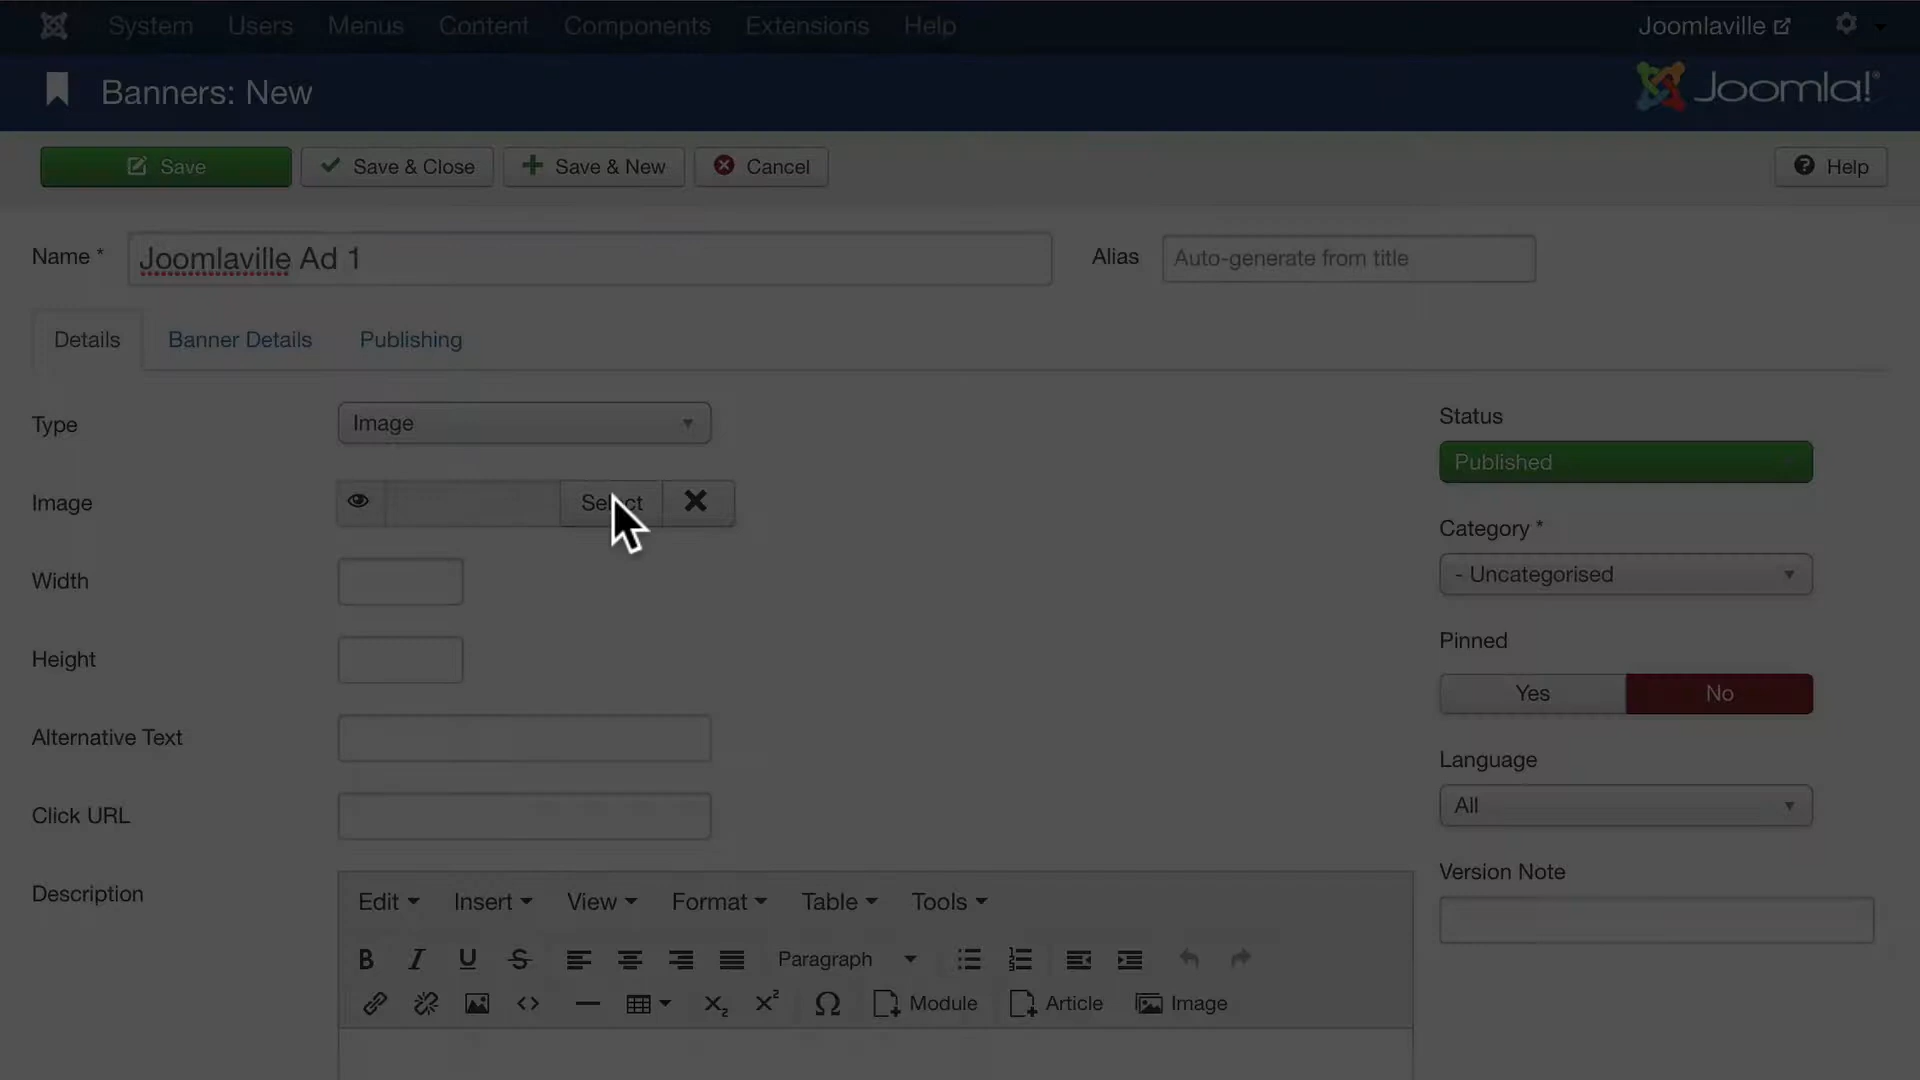 System Users Menus Content Components Extensions Help Joomlaville
Banners: New Joomla!®
Save Save & Close Save & New Cancel Help
Name * Joomlaville Ad 1 Alias Auto-generate from title
Details Banner Details Publishing
Type Image
Status
Published
Image Select
Category *
- Uncategorised
Width
Height
Pinned
Yes No
Alternative Text
Language
All
Click URL
Version Note
Description
Edit Insert View Format Table Tools
Paragraph
Module Article Image